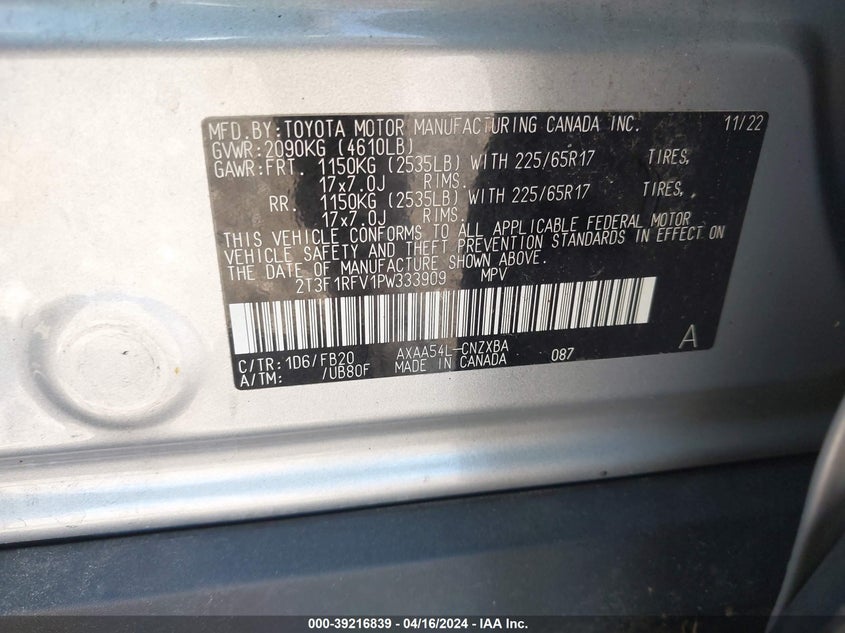 MFD.BY:TOYOTA MOTOR MANUFACTURING CANADA INC. 11/22
GVWR:2090KG (4610LB)
GAWR:FRT. 1150KG (2535LB) WITH 225/65R17 TIRES,
17x7.0J RIMS.
RR. 1150KG (2535LB) WITH 225/65R17 TIRES,
17x7.0J RIMS.
THIS VEHICLE CONFORMS TO ALL APPLICABLE FEDERAL MOTOR
VEHICLE SAFETY AND THEFT PREVENTION STANDARDS IN EFFECT ON
THE DATE OF MANUFACTURE SHOWN ABOVE.
2T3F1RFV1PW333909 MPV
C/TR:1D6/FB20 AXAA54L-CNZXBA 087 A
A/TM: /UB80F MADE IN CANADA
000-39216839 - 04/16/2024 - IAA Inc.